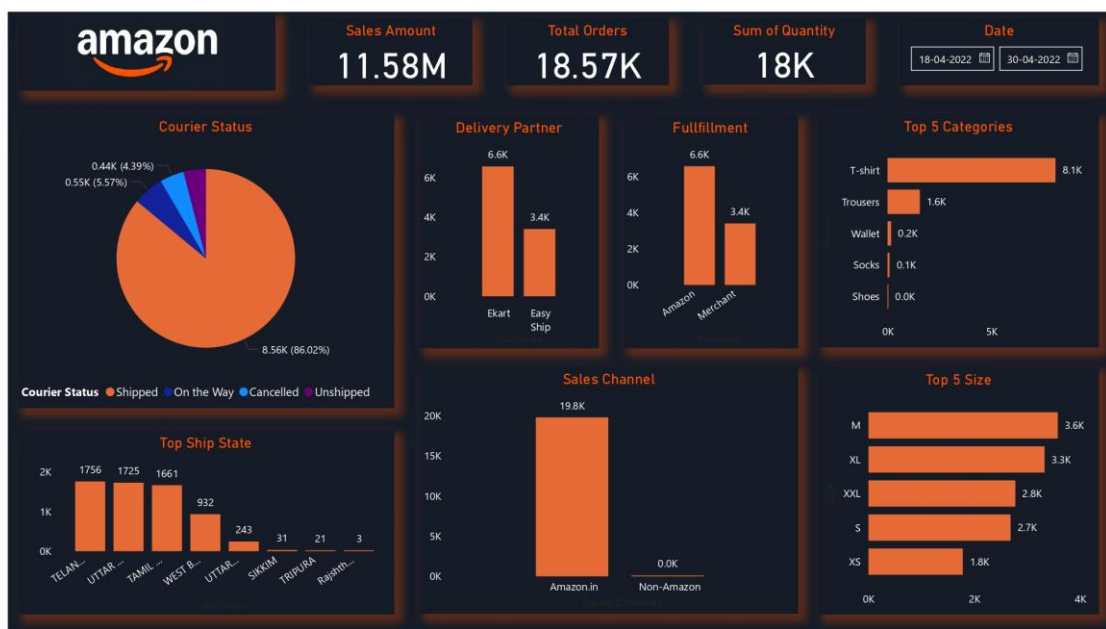 amazon
Sales Amount
11.58M
Total Orders
18.57K
Sum of Quantity
18K
Date
18-04-2022
30-04-2022
Courier Status
0.44K (4.39%)
0.55K (5.57%)
8.56K (86.02%)
Courier Status Shipped On the Way Cancelled Unshipped
Delivery Partner
6.6K
3.4K
6K
4K
2K
0K
Ekart
Easy
Ship
Fullfillment
6.6K
3.4K
6K
4K
2K
0K
Amazon
Merchant
Top 5 Categories
T-shirt 8.1K
Trousers 1.6K
Wallet 0.2K
Socks 0.1K
Shoes 0.0K
0K 5K
Top Ship State
2K
1K
0K
1756
1725
1661
932
243
31
21
3
TELAN...
UTTAR ...
TAMIL ...
WEST B...
UTTAR...
SIKKIM
TRIPURA
Rajshth...
Sales Channel
20K
15K
10K
5K
0K
19.8K
0.0K
Amazon.in
Non-Amazon
Sales Channel
Top 5 Size
M 3.6K
XL 3.3K
XXL 2.8K
S 2.7K
XS 1.8K
Size
0K 2K 4K